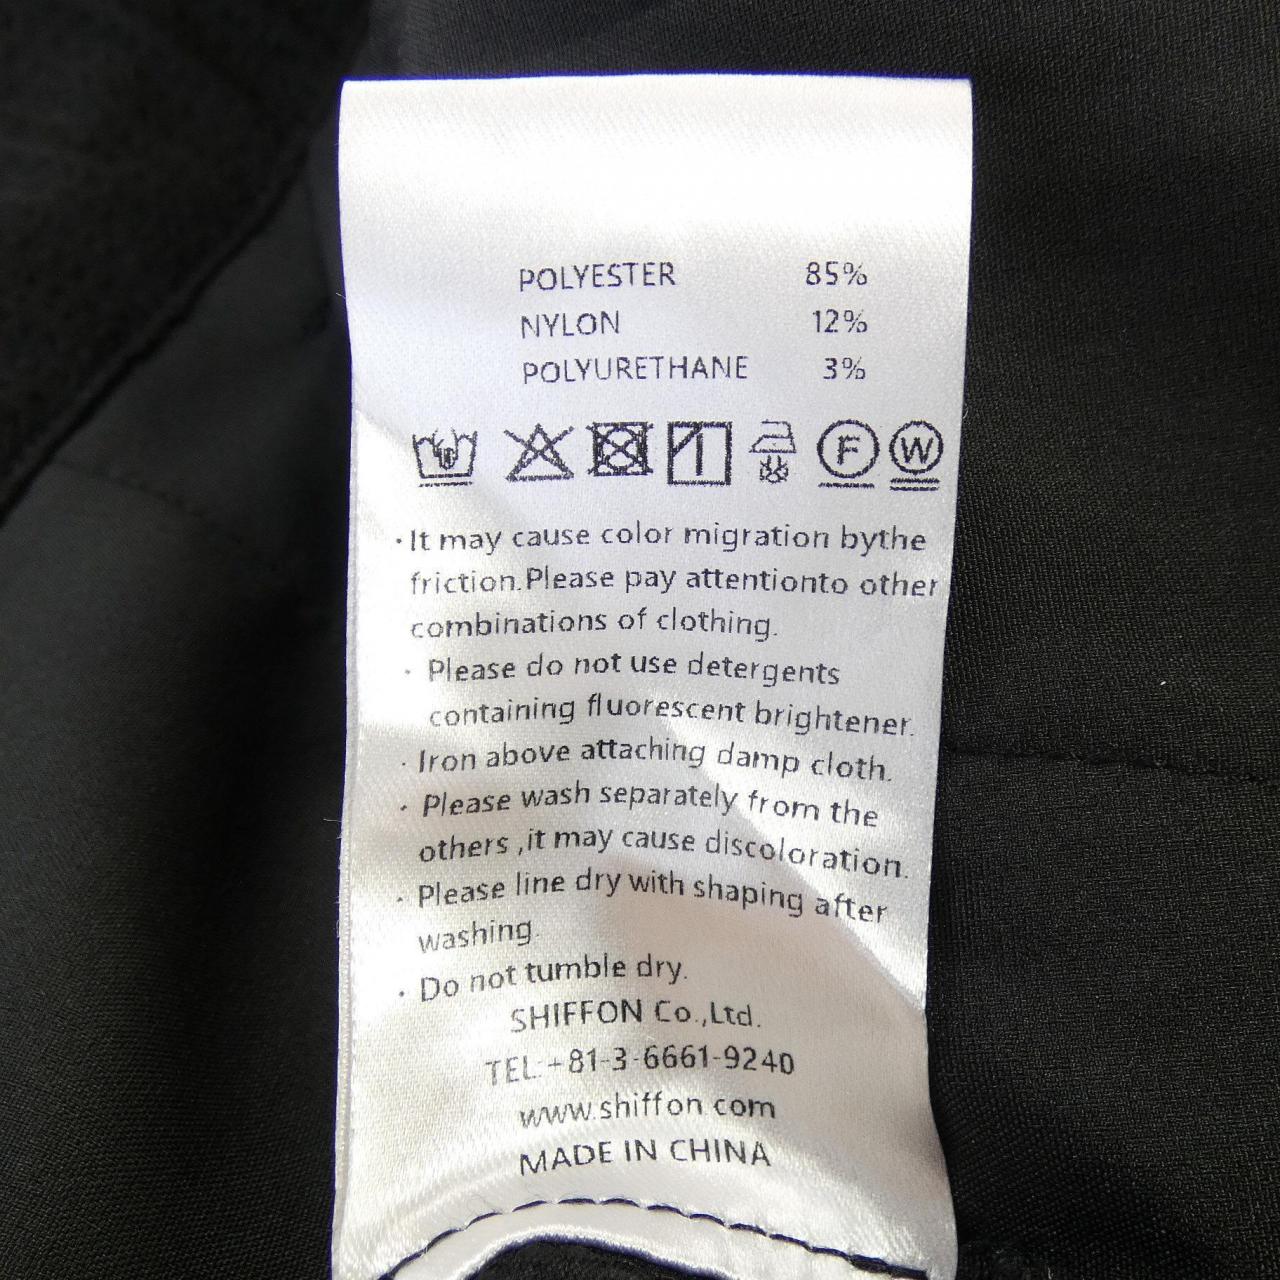 POLYESTER 85%
NYLON 12%
POLYURETHANE 3%
F W
·It may cause color migration bythe
friction.Please pay attentionto other
combinations of clothing.
· Please do not use detergents
containing fluorescent brightener.
· Iron above attaching damp cloth.
· Please wash separately from the
others ,it may cause discoloration.
· Please line dry with shaping after
washing.
· Do not tumble dry.
SHIFFON Co.,Ltd.
TEL:+81-3-6661-9240
www.shiffon.com
MADE IN CHINA